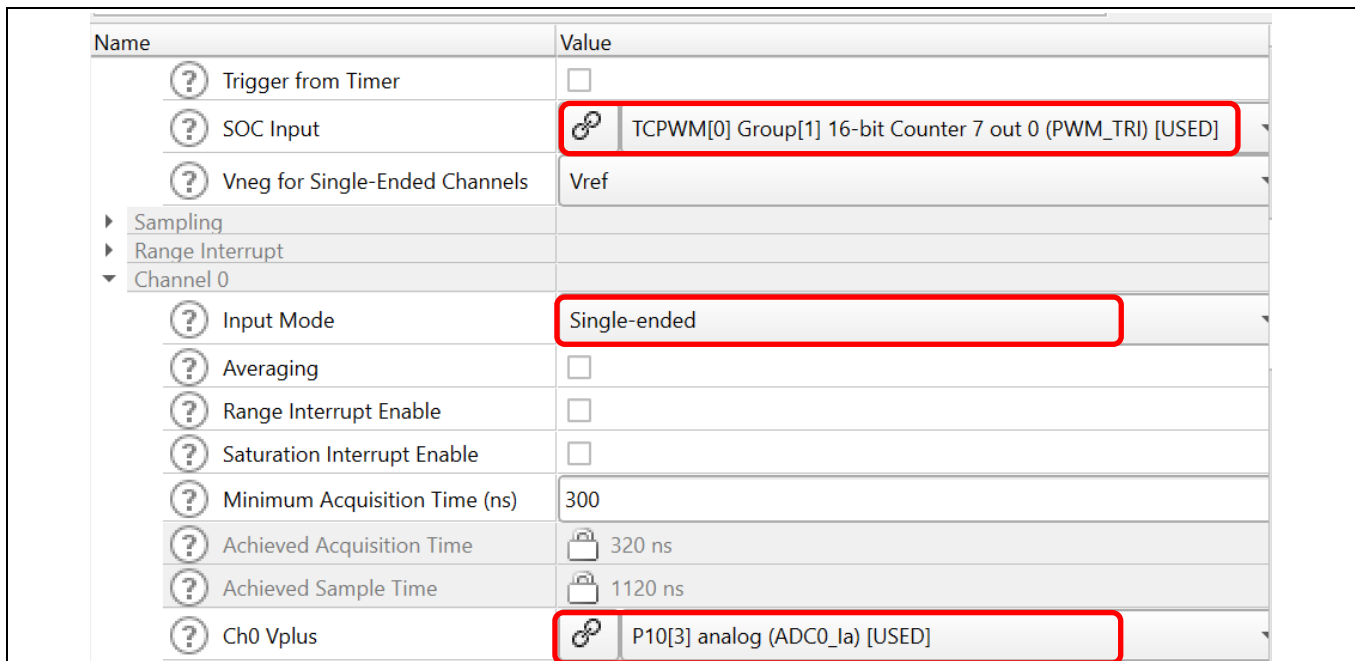 Name Value
? Trigger from Timer
? SOC Input TCPWM[0] Group[1] 16-bit Counter 7 out 0 (PWM_TRI) [USED]
? Vneg for Single-Ended Channels Vref
Sampling
Range Interrupt
Channel 0
? Input Mode Single-ended
? Averaging
? Range Interrupt Enable
? Saturation Interrupt Enable
? Minimum Acquisition Time (ns) 300
? Achieved Acquisition Time 320 ns
? Achieved Sample Time 1120 ns
? Ch0 Vplus P10[3] analog (ADC0_Ia) [USED]